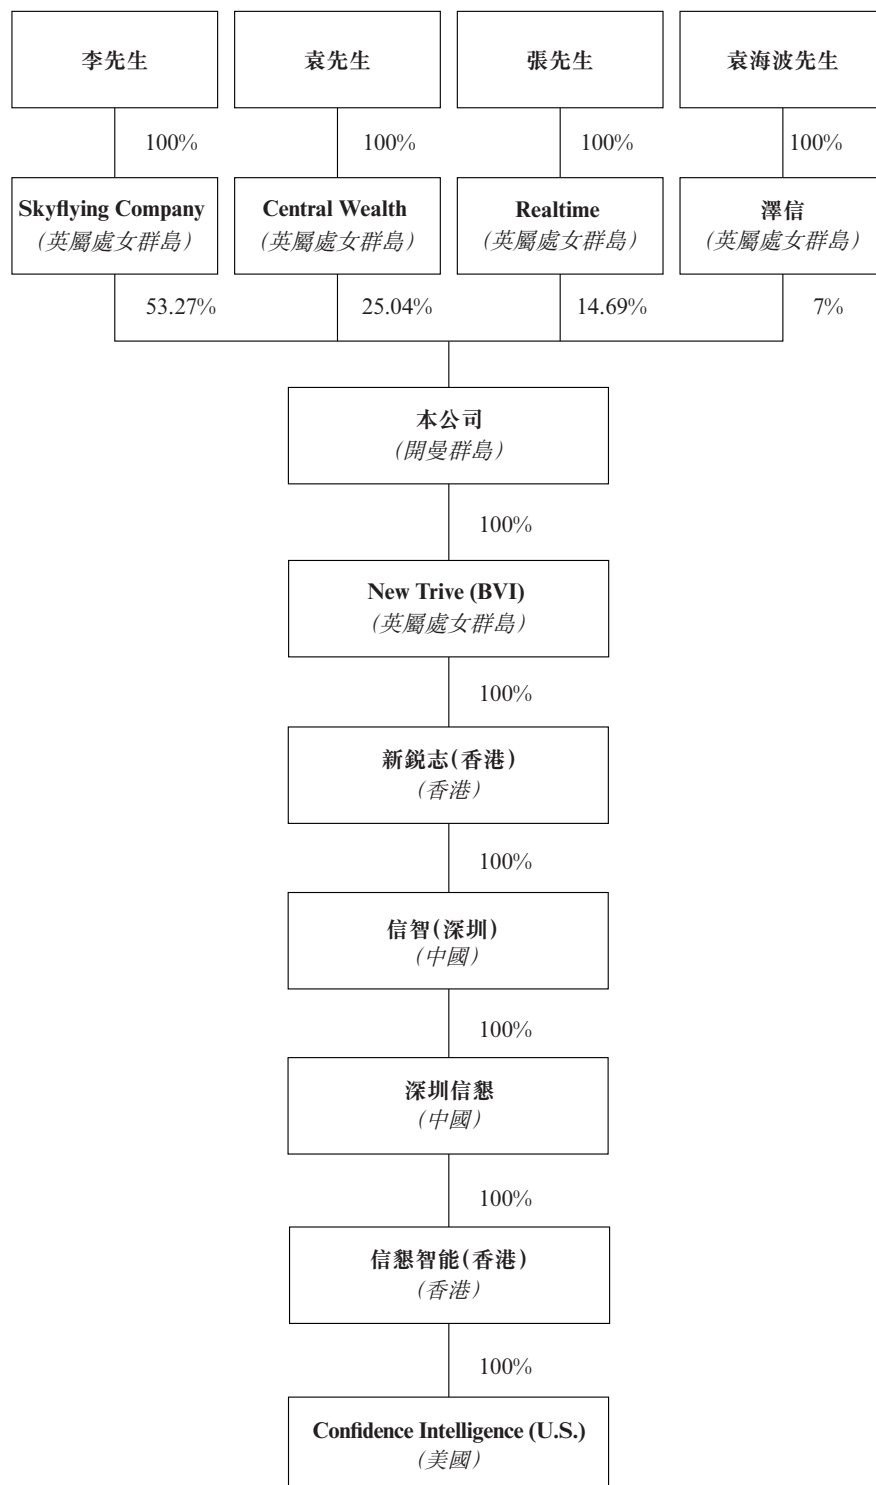 李先生
袁先生
張先生
袁海波先生
100%
100%
100%
100%
Skyflying Company
(英屬處女群島)
Central Wealth
(英屬處女群島)
Realtime
(英屬處女群島)
澤信
(英屬處女群島)
53.27%
25.04%
14.69%
7%
本公司
(開曼群島)
100%
New Trive (BVI)
(英屬處女群島)
100%
新鋭志(香港)
(香港)
100%
信智(深圳)
(中國)
100%
深圳信懇
(中國)
100%
信懇智能(香港)
(香港)
100%
Confidence Intelligence (U.S.)
(美國)